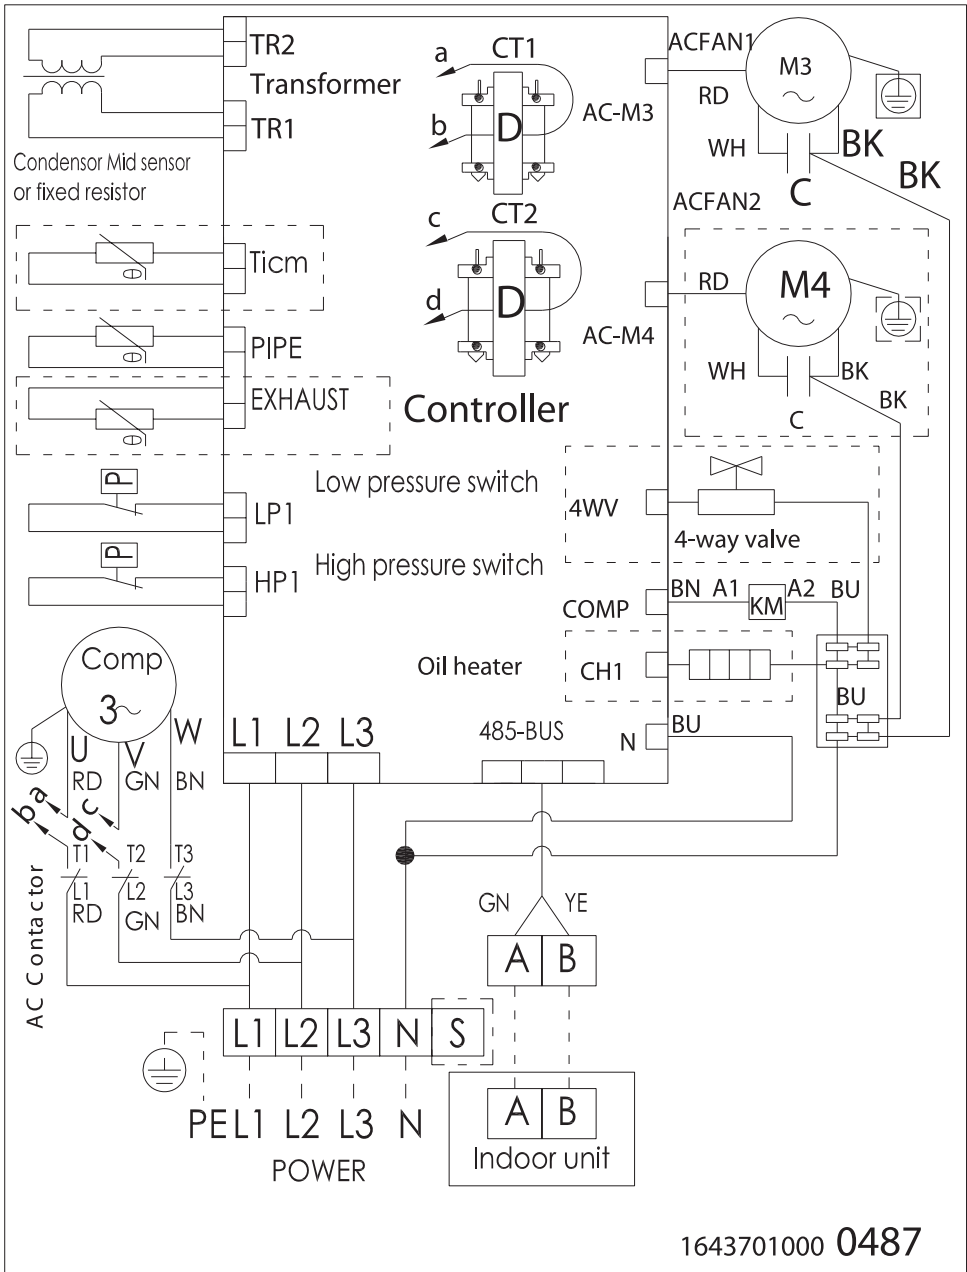 TR2
Transformer
TR1
Condensor Mid sensor
or fixed resistor
Ticm
PIPE
EXHAUST
P
LP1
Low pressure switch
P
HP1
High pressure switch
a
CT1
b
D
c
CT2
d
D
Controller
AC-M3
ACFAN1
RD
M3
WH
BK
C
BK
ACFAN2
AC-M4
RD
M4
WH
BK
C
BK
4WV
4-way valve
COMP
BN
A1
KM
A2
BU
Oil heater
CH1
BU
485-BUS
N
BU
L1
L2
L3
Comp
3
U
V
W
RD
GN
BN
b
a
c
d
T1
T2
T3
L1
L2
L3
RD
GN
BN
AC Contactor
GN
YE
A
B
L1
L2
L3
N
S
PE
L1
L2
L3
N
POWER
A
B
Indoor unit
1643701000 0487